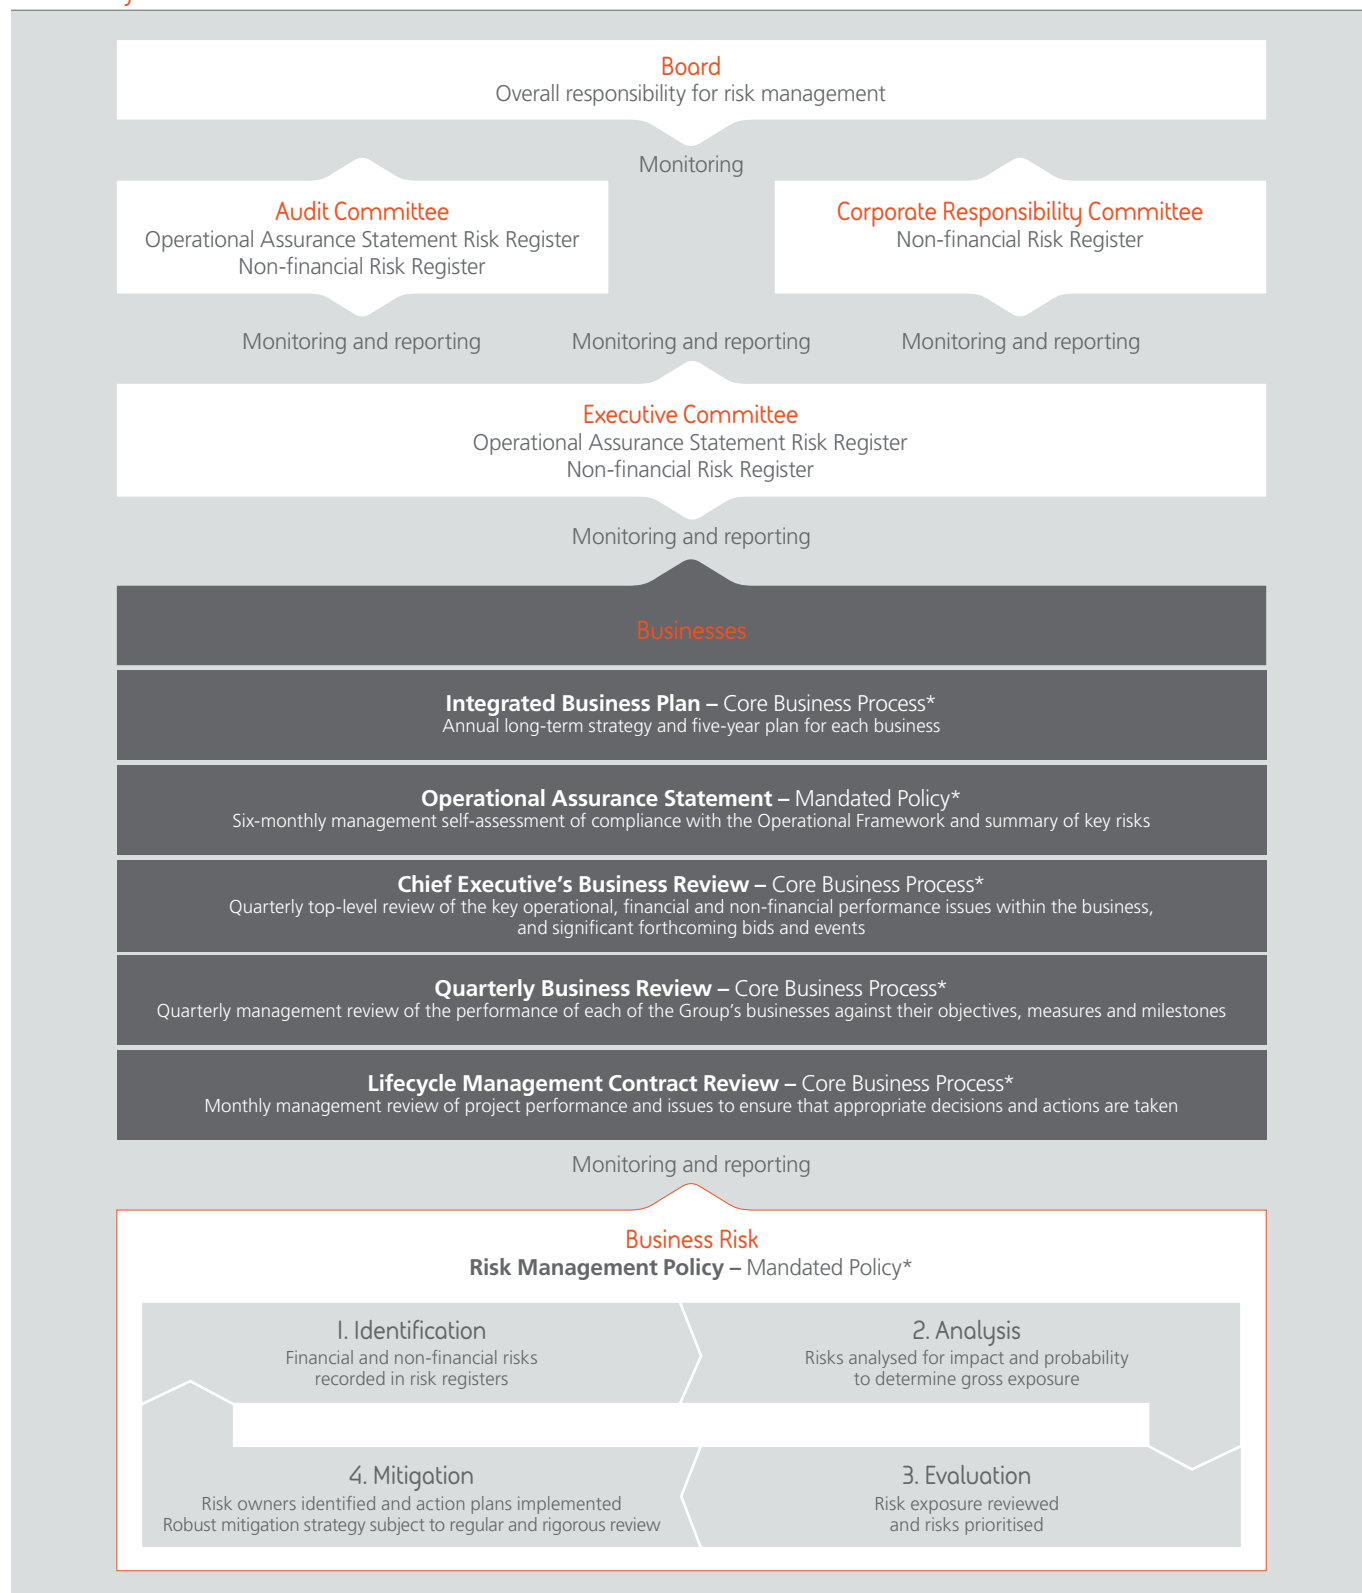 Board
Overall responsibility for risk management
Monitoring
Audit Committee
Operational Assurance Statement Risk Register
Non-financial Risk Register
Corporate Responsibility Committee
Non-financial Risk Register
Monitoring and reporting
Monitoring and reporting
Monitoring and reporting
Executive Committee
Operational Assurance Statement Risk Register
Non-financial Risk Register
Monitoring and reporting
Businesses
Integrated Business Plan – Core Business Process*
Annual long-term strategy and five-year plan for each business
Operational Assurance Statement – Mandated Policy*
Six-monthly management self-assessment of compliance with the Operational Framework and summary of key risks
Chief Executive's Business Review – Core Business Process*
Quarterly top-level review of the key operational, financial and non-financial performance issues within the business,
and significant forthcoming bids and events
Quarterly Business Review – Core Business Process*
Quarterly management review of the performance of each of the Group's businesses against their objectives, measures and milestones
Lifecycle Management Contract Review – Core Business Process*
Monthly management review of project performance and issues to ensure that appropriate decisions and actions are taken
Monitoring and reporting
Business Risk
Risk Management Policy – Mandated Policy*
1. Identification
Financial and non-financial risks
recorded in risk registers
2. Analysis
Risks analysed for impact and probability
to determine gross exposure
4. Mitigation
Risk owners identified and action plans implemented
Robust mitigation strategy subject to regular and rigorous review
3. Evaluation
Risk exposure reviewed
and risks prioritised